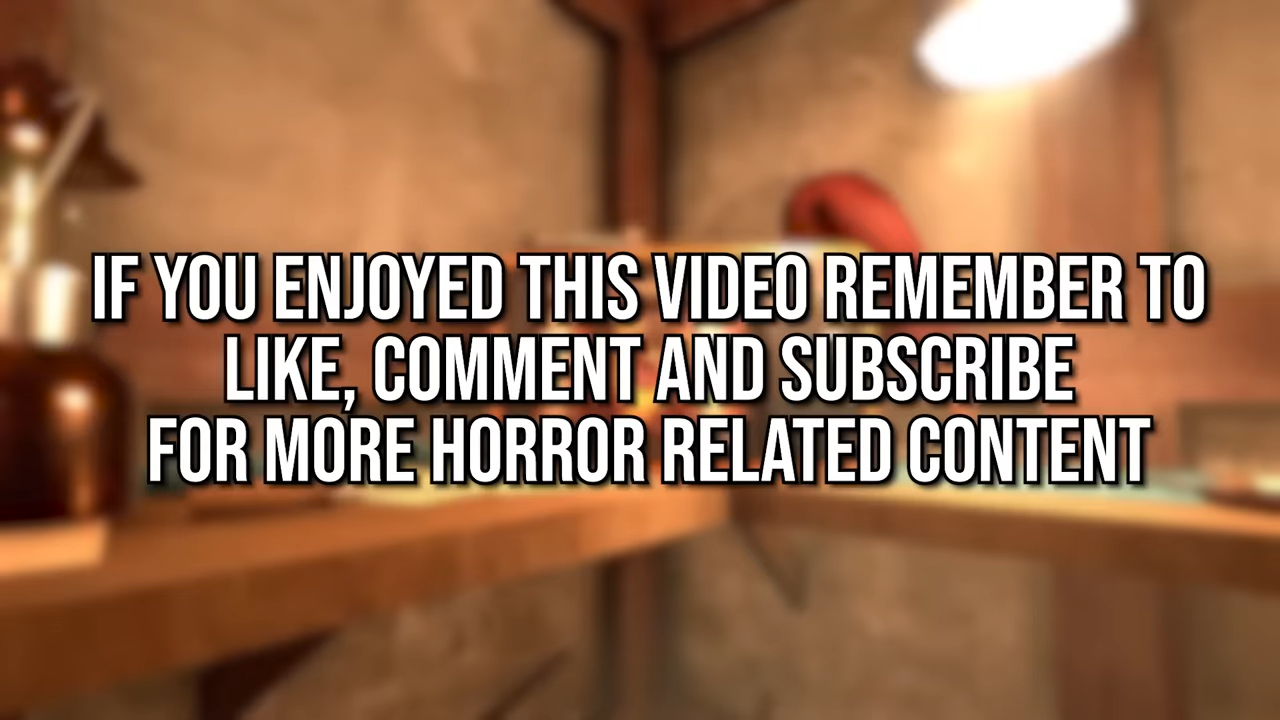 IF YOU ENJOYED THIS VIDEO REMEMBER TO
LIKE, COMMENT AND SUBSCRIBE
FOR MORE HORROR RELATED CONTENT